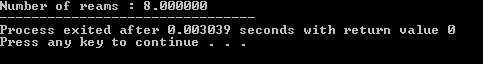 Number of reams : 8.000000
--------------------------------
Process exited after 0.003039 seconds with return value 0
Press any key to continue . . .